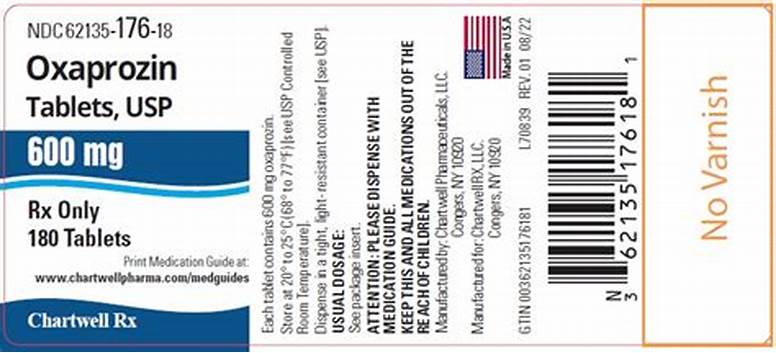 NDC 62135-176-18
Oxaprozin
Tablets, USP
600 mg
Rx Only
180 Tablets
Print Medication Guide at:
www.chartwellpharma.com/medguides
Chartwell Rx
Each tablet contains 600 mg oxaprozin.
Store at 20° to 25°C (68° to 77°F) [see USP Controlled
Room Temperature].
Dispense in a tight, light-resistant container [see USP].
USUAL DOSAGE:
See package insert.
ATTENTION: PLEASE DISPENSE WITH
MEDICATION GUIDE.
KEEP THIS AND ALL MEDICATIONS OUT OF THE
REACH OF CHILDREN.
Manufactured by: Chartwell Pharmaceuticals, LLC.
Congers, NY 10920
Manufactured for: Chartwell RX, LLC.
Congers, NY 10920
Made in U.S.A
GTIN 00362135176181 L70839 REV. 01 08/22
N
3 62135 17618 1
No Varnish